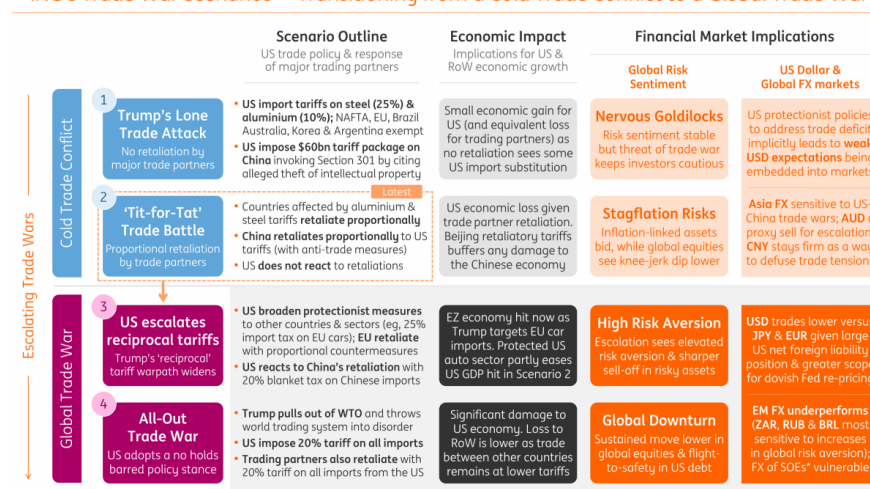 Scenario Outline
US trade policy & response
of major trading partners
Economic Impact
Implications for US &
RoW economic growth
Financial Market Implications
Global Risk
Sentiment
US Dollar &
Global FX markets
Escalating Trade Wars
Cold Trade Conflict
1
Trump's Lone
Trade Attack
No retaliation by
major trade partners
• US import tariffs on steel (25%) &
aluminium (10%); NAFTA, EU, Brazil
Australia, Korea & Argentina exempt
• US impose $60bn tariff package on
China invoking Section 301 by citing
alleged theft of intellectual property
Small economic gain for
US (and equivalent loss
for trading partners) as
no retaliation sees some
US import substitution
Nervous Goldilocks
Risk sentiment stable
but threat of trade war
keeps investors cautious
US protectionist policies
to address trade deficit
implicitly leads to weak
USD expectations being
embedded into markets
Latest
2
'Tit-for-Tat'
Trade Battle
Proportional retaliation
by trade partners
• Countries affected by aluminium &
steel tariffs retaliate proportionally
• China retaliates proportionally to US
tariffs (with anti-trade measures)
• US does not react to retaliations
US economic loss given
trade partner retaliation.
Beijing retaliatory tariffs
buffers any damage to
the Chinese economy
Stagflation Risks
Inflation-linked assets
bid, while global equities
see knee-jerk dip lower
Asia FX sensitive to US-
China trade wars; AUD a
proxy sell for escalation
CNY stays firm as a way
to defuse trade tension
Global Trade War
3
US escalates
reciprocal tariffs
Trump's 'reciprocal'
tariff warpath widens
• US broaden protectionist measures
to other countries & sectors (eg, 25%
import tax on EU cars); EU retaliate
with proportional countermeasures
• US reacts to China's retaliation with
20% blanket tax on Chinese imports
EZ economy hit now as
Trump targets EU car
imports. Protected US
auto sector partly eases
US GDP hit in Scenario 2
High Risk Aversion
Escalation sees elevated
risk aversion & sharper
sell-off in risky assets
USD trades lower versus
JPY & EUR given large
US net foreign liability
position & greater scope
for dovish Fed re-pricing
4
All-Out
Trade War
US adopts a no holds
barred policy stance
• Trump pulls out of WTO and throws
world trading system into disorder
• US impose 20% tariff on all imports
• Trading partners also retaliate with
20% tariff on all imports from the US
Significant damage to
US economy. Loss to
RoW is lower as trade
between other countries
remains at lower tariffs
Global Downturn
Sustained move lower in
global equities & flight-
to-safety in US debt
EM FX underperforms
(ZAR, RUB & BRL most
sensitive to increases
in global risk aversion);
FX of SOEs* vulnerable